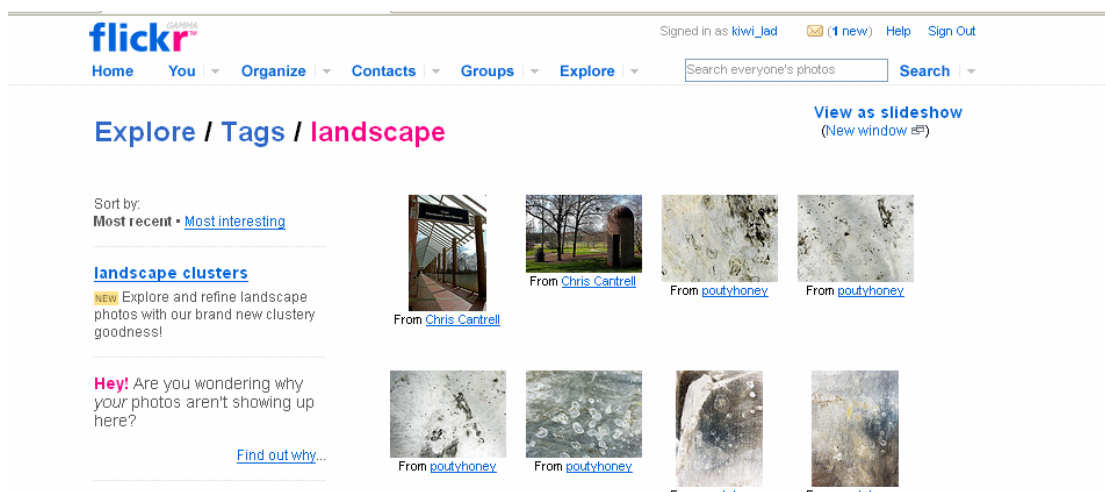 flickr GAMMA™
Signed in as kiwi_lad (1 new) Help Sign Out
Home You Organize Contacts Groups Explore Search everyone's photos Search
Explore / Tags / landscape
View as slideshow
(New window)
Sort by:
Most recent • Most interesting
landscape clusters
NEW Explore and refine landscape
photos with our brand new clustery
goodness!
Hey! Are you wondering why
your photos aren't showing up
here?
Find out why...
From Chris Cantrell
From Chris Cantrell
From poutyhoney
From poutyhoney
From poutyhoney
From poutyhoney